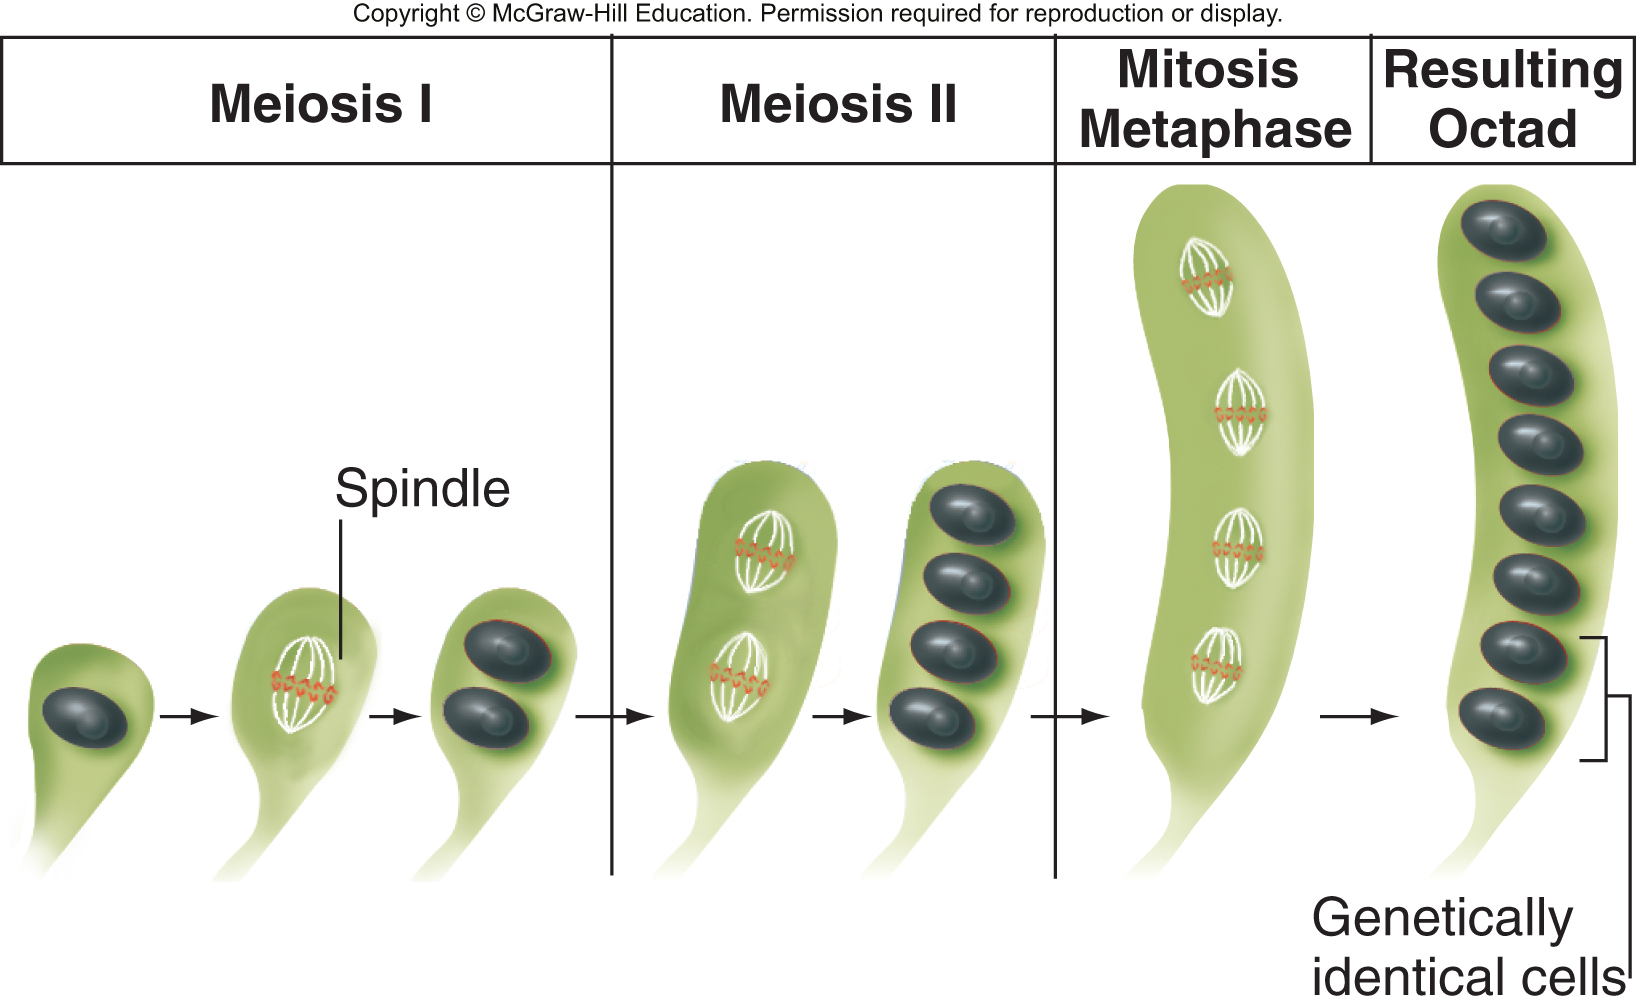 Copyright © McGraw-Hill Education. Permission required for reproduction or display.
Meiosis I
Meiosis II
Mitosis
Metaphase
Resulting
Octad
Spindle
Genetically
identical cells